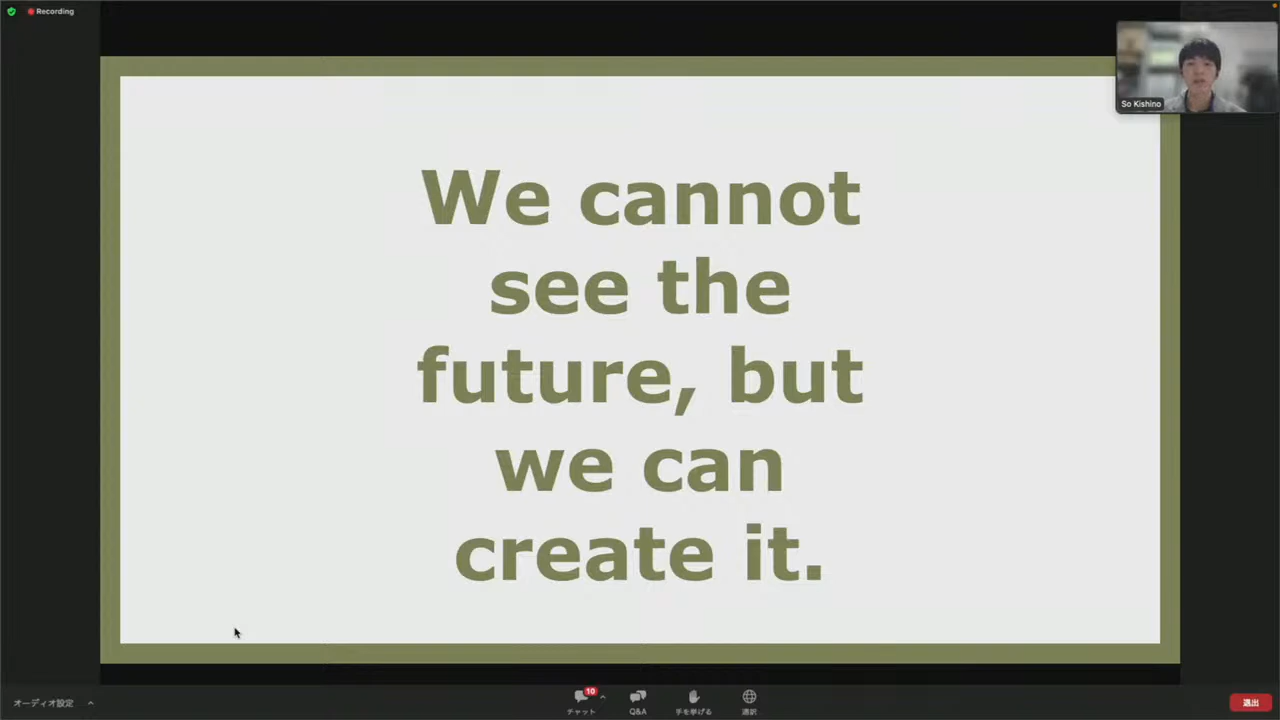 Recording
So Kishino
We cannot
see the
future, but
we can
create it.
オーディオ設定
10
チャット
Q&A
手を挙げる
通訳
退出